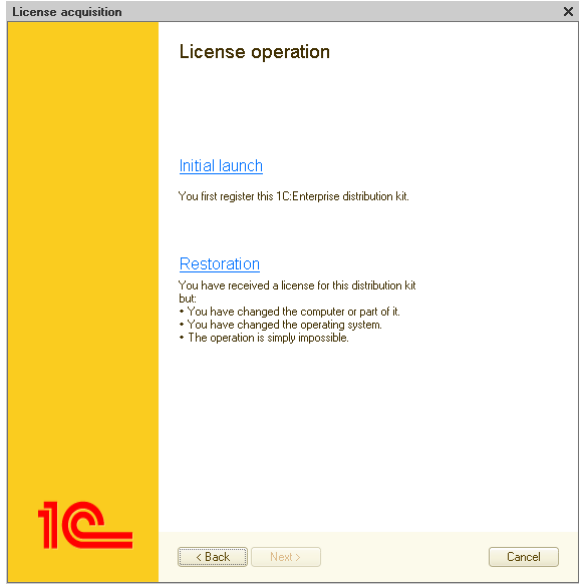 License acquisition
License operation
Initial launch
You first register this 1C:Enterprise distribution kit.
Restoration
You have received a license for this distribution kit
but:
• You have changed the computer or part of it.
• You have changed the operating system.
• The operation is simply impossible.
1C
< Back
Next >
Cancel